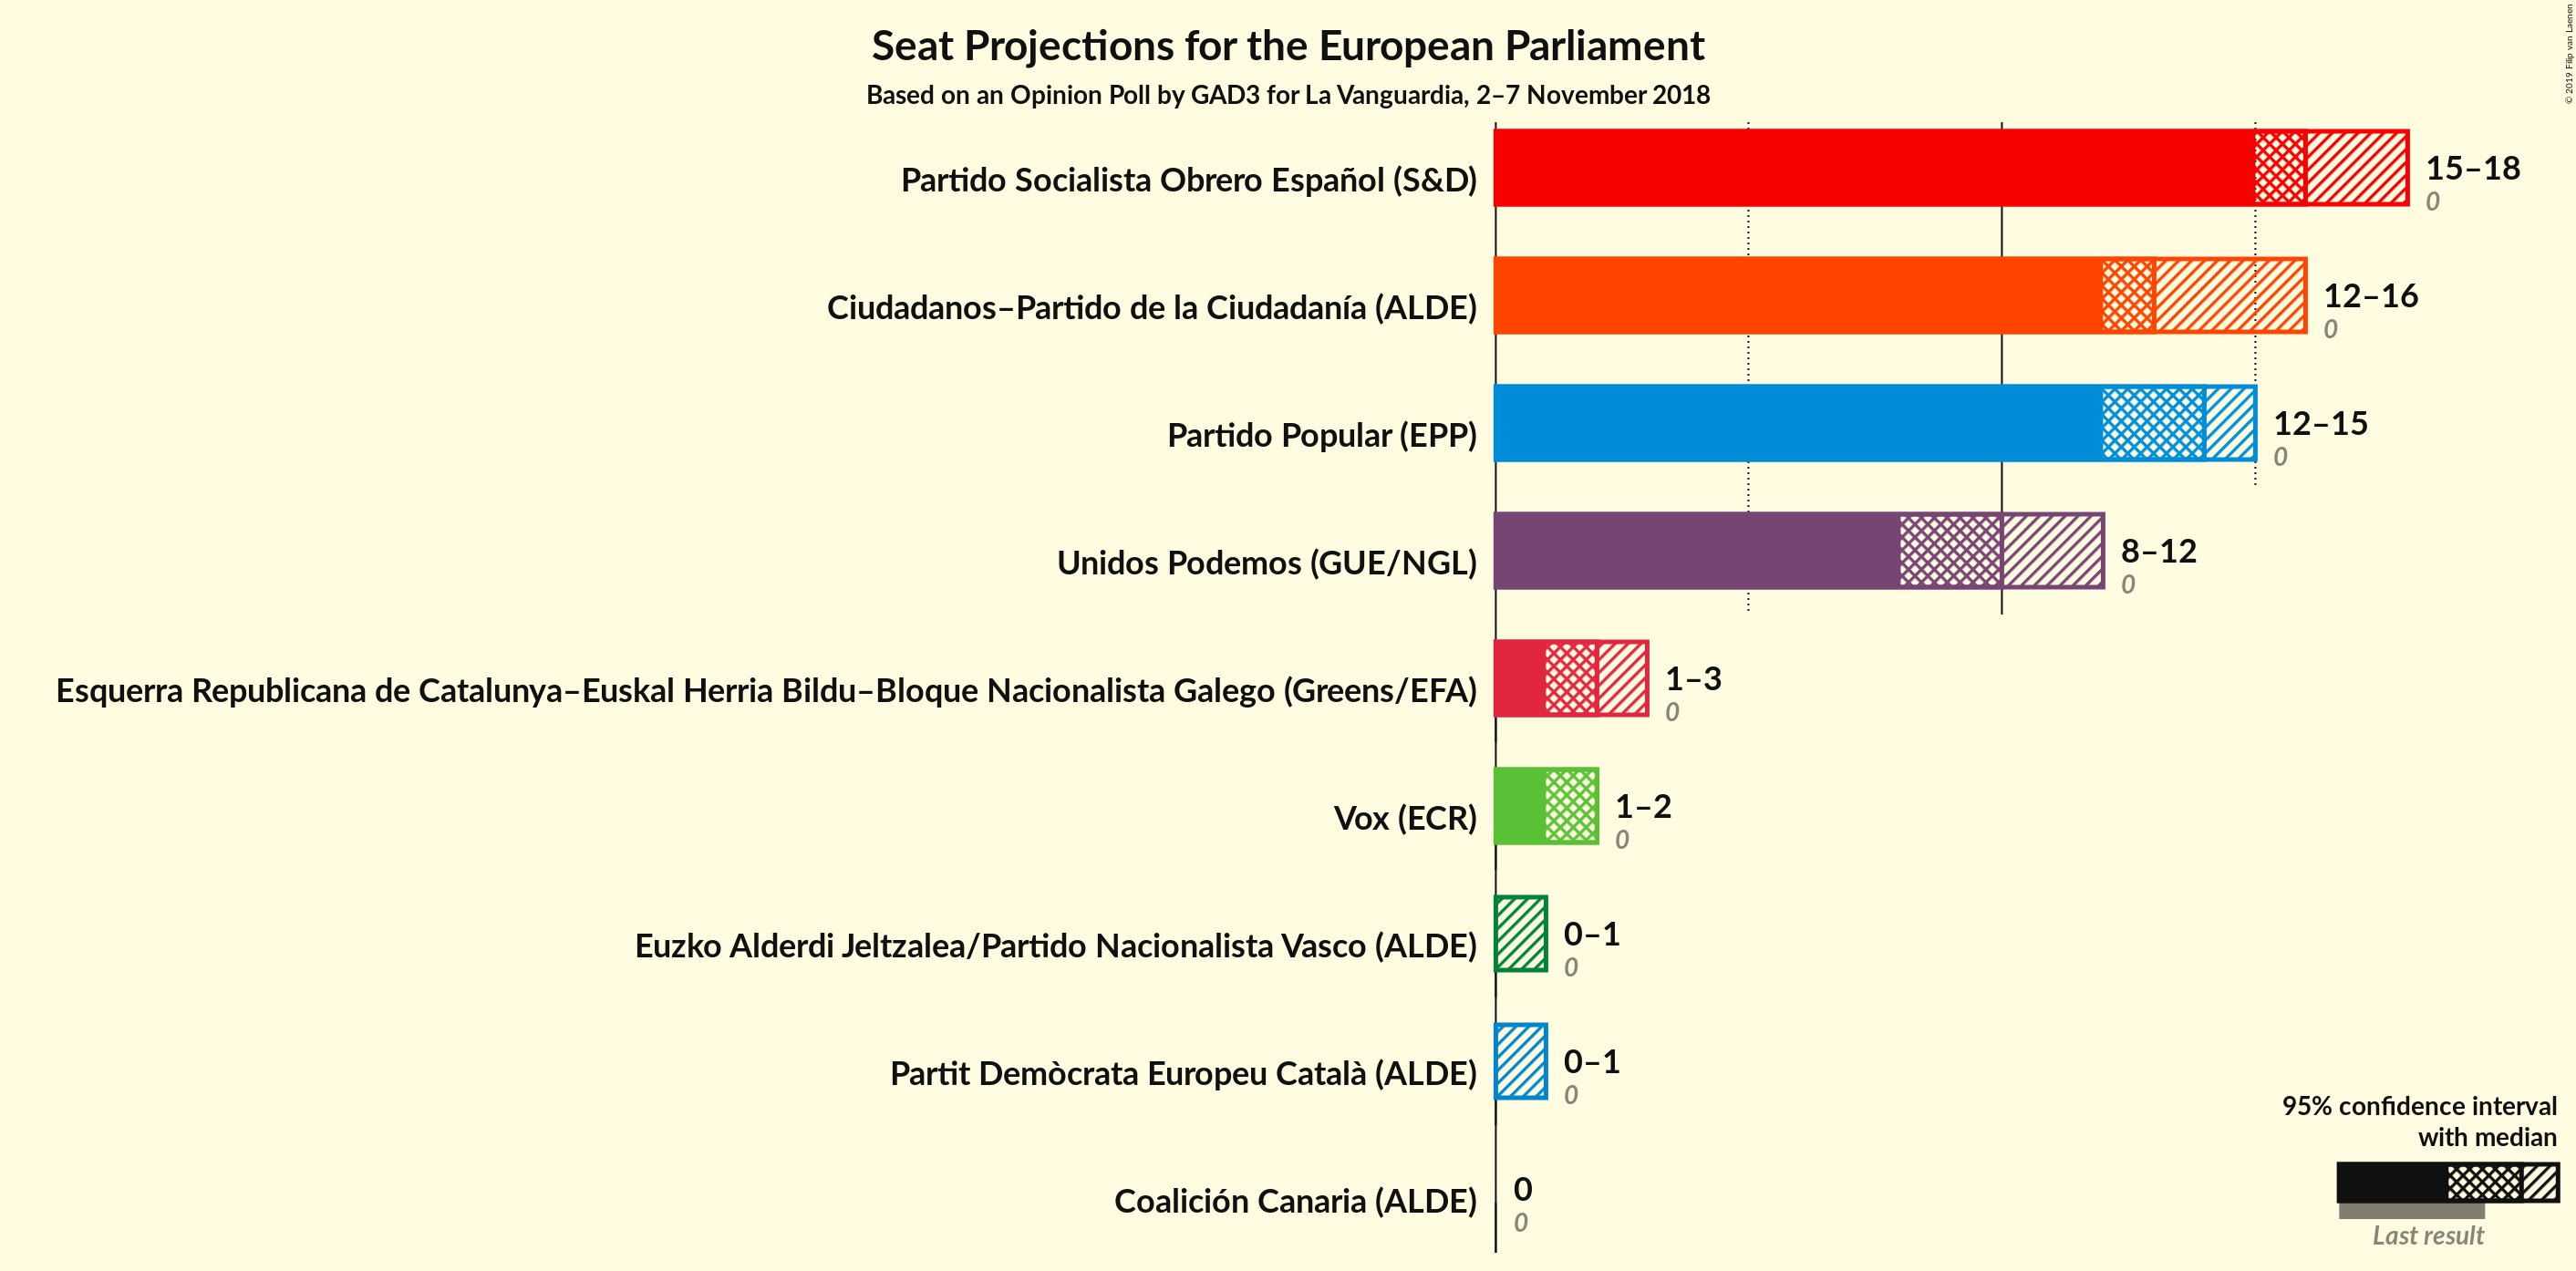 Seat Projections for the European Parliament
Based on an Opinion Poll by GAD3 for La Vanguardia, 2–7 November 2018
© 2019 Filip van Laenen
Partido Socialista Obrero Español (S&D)
15–18
0
Ciudadanos–Partido de la Ciudadanía (ALDE)
12–16
0
Partido Popular (EPP)
12–15
0
Unidos Podemos (GUE/NGL)
8–12
0
Esquerra Republicana de Catalunya–Euskal Herria Bildu–Bloque Nacionalista Galego (Greens/EFA)
1–3
0
Vox (ECR)
1–2
0
Euzko Alderdi Jeltzalea/Partido Nacionalista Vasco (ALDE)
0–1
0
Partit Demòcrata Europeu Català (ALDE)
0–1
0
Coalición Canaria (ALDE)
0
0
95% confidence interval
with median
Last result